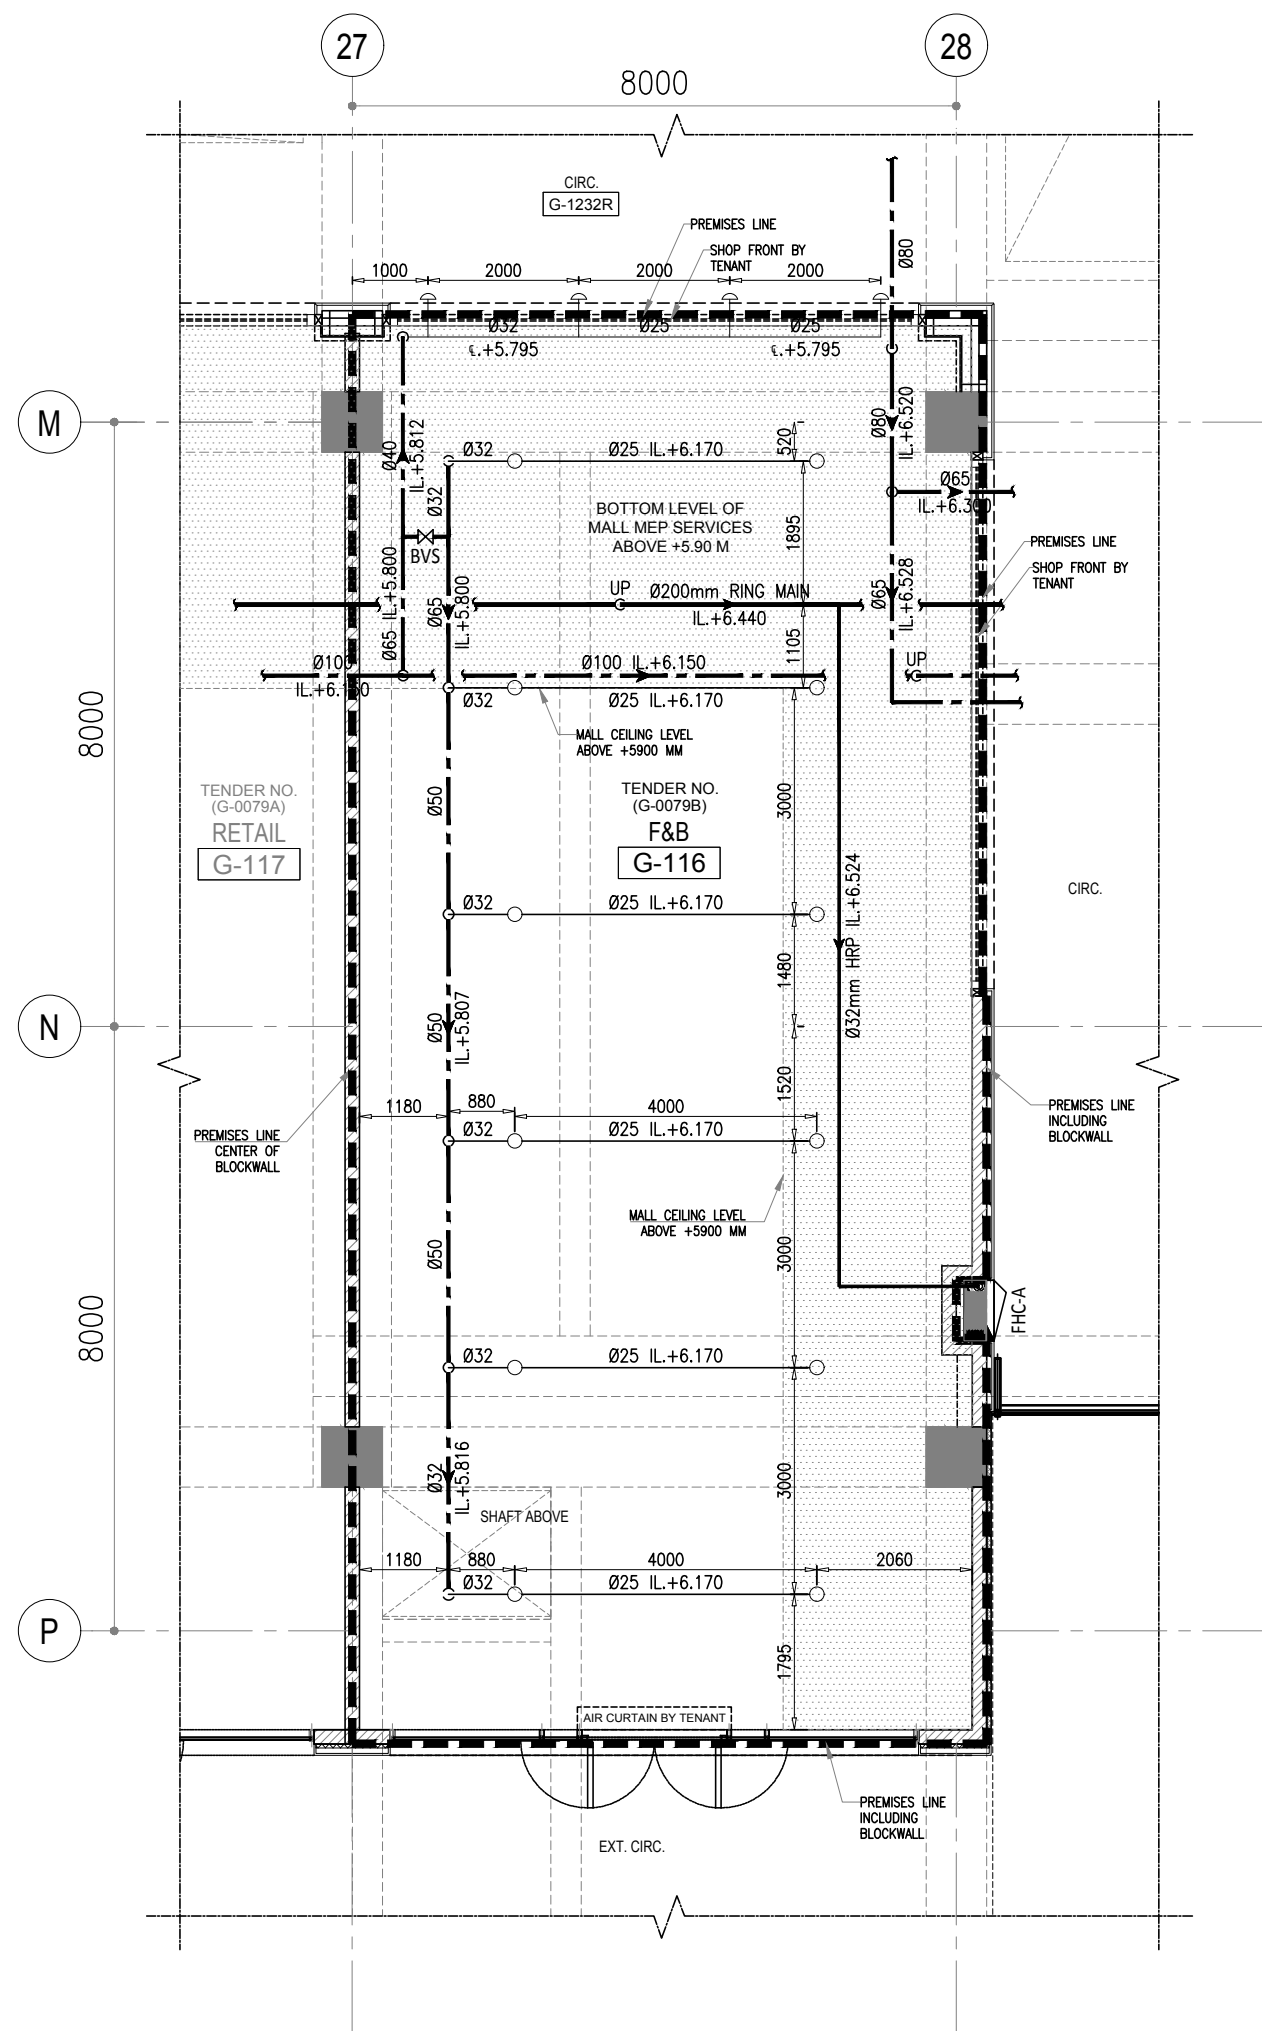 27
28
8000
CIRC.
G-1232R
PREMISES LINE
SHOP FRONT BY
TENANT
1000
2000
2000
2000
Ø80
Ø32
Ø25
Ø25
℄.+5.795
℄.+5.795
M
Ø40
IL.+5.812
Ø80
IL.+6.520
520
Ø32
Ø25 IL.+6.170
Ø32
Ø65
IL.+6.300
BOTTOM LEVEL OF
MALL MEP SERVICES
ABOVE +5.90 M
1895
BVS
PREMISES LINE
SHOP FRONT BY
TENANT
Ø65 IL.+5.800
Ø65
IL.+5.800
UP
Ø200mm RING MAIN
IL.+6.440
Ø65
IL.+6.528
1105
Ø100
IL.+6.150
Ø100 IL.+6.150
UP
Ø32
Ø25 IL.+6.170
8000
MALL CEILING LEVEL
ABOVE +5900 MM
TENDER NO.
(G-0079A)
RETAIL
G-117
TENDER NO.
(G-0079B)
F&B
G-116
Ø50
3000
CIRC.
Ø32
Ø25 IL.+6.170
Ø32mm HRP IL.+6.524
1480
N
Ø50
IL.+5.807
1520
1180
880
4000
Ø32
Ø25 IL.+6.170
PREMISES LINE
CENTER OF
BLOCKWALL
PREMISES LINE
INCLUDING
BLOCKWALL
MALL CEILING LEVEL
ABOVE +5900 MM
Ø50
3000
8000
FHC-A
Ø32
Ø25 IL.+6.170
Ø32
IL.+5.816
3000
SHAFT ABOVE
1180
880
4000
2060
Ø32
Ø25 IL.+6.170
P
1795
AIR CURTAIN BY TENANT
PREMISES LINE
INCLUDING
BLOCKWALL
EXT. CIRC.